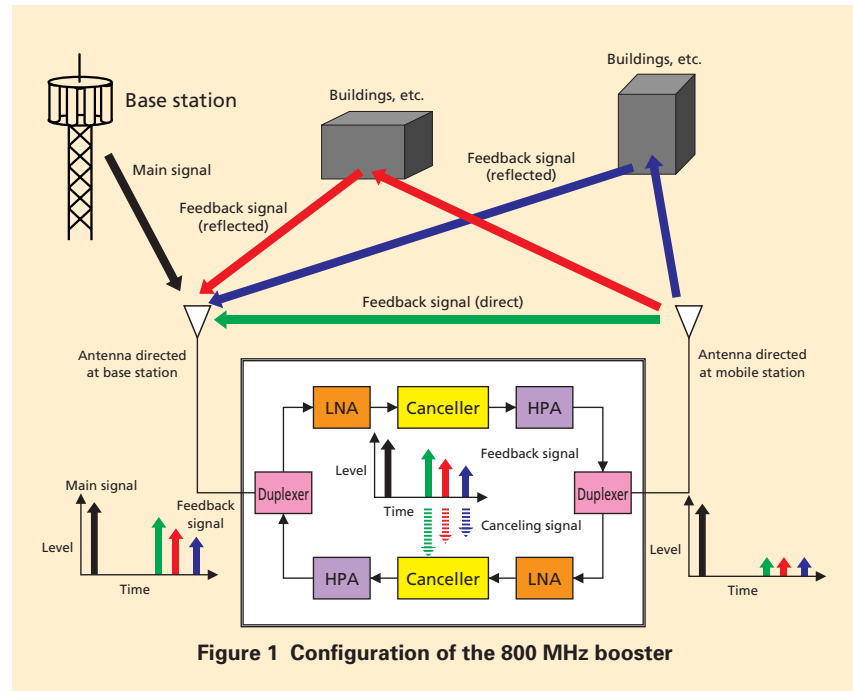 Buildings, etc.
Base station
Buildings, etc.
Main signal
Feedback signal
(reflected)
Feedback signal
(reflected)
Feedback signal (direct)
Antenna directed
at base station
Antenna directed
at mobile station
LNA
Canceller
HPA
Feedback signal
Level
Main signal
Feedback
signal
Duplexer
Duplexer
Time
Canceling signal
Level
Level
Time
HPA
Canceller
LNA
Time
Figure 1 Configuration of the 800 MHz booster